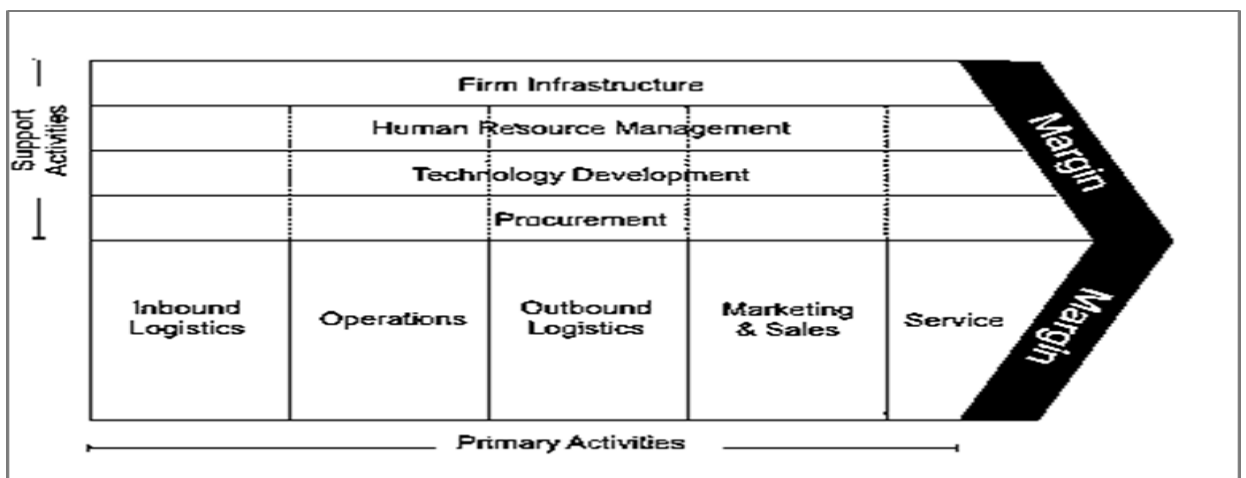 Support
Activities
Firm Infrastructure
Human Resource Management
Technology Development
Procurement
Inbound
Logistics
Operations
Outbound
Logistics
Marketing
& Sales
Service
Margin
Margin
Primary Activities